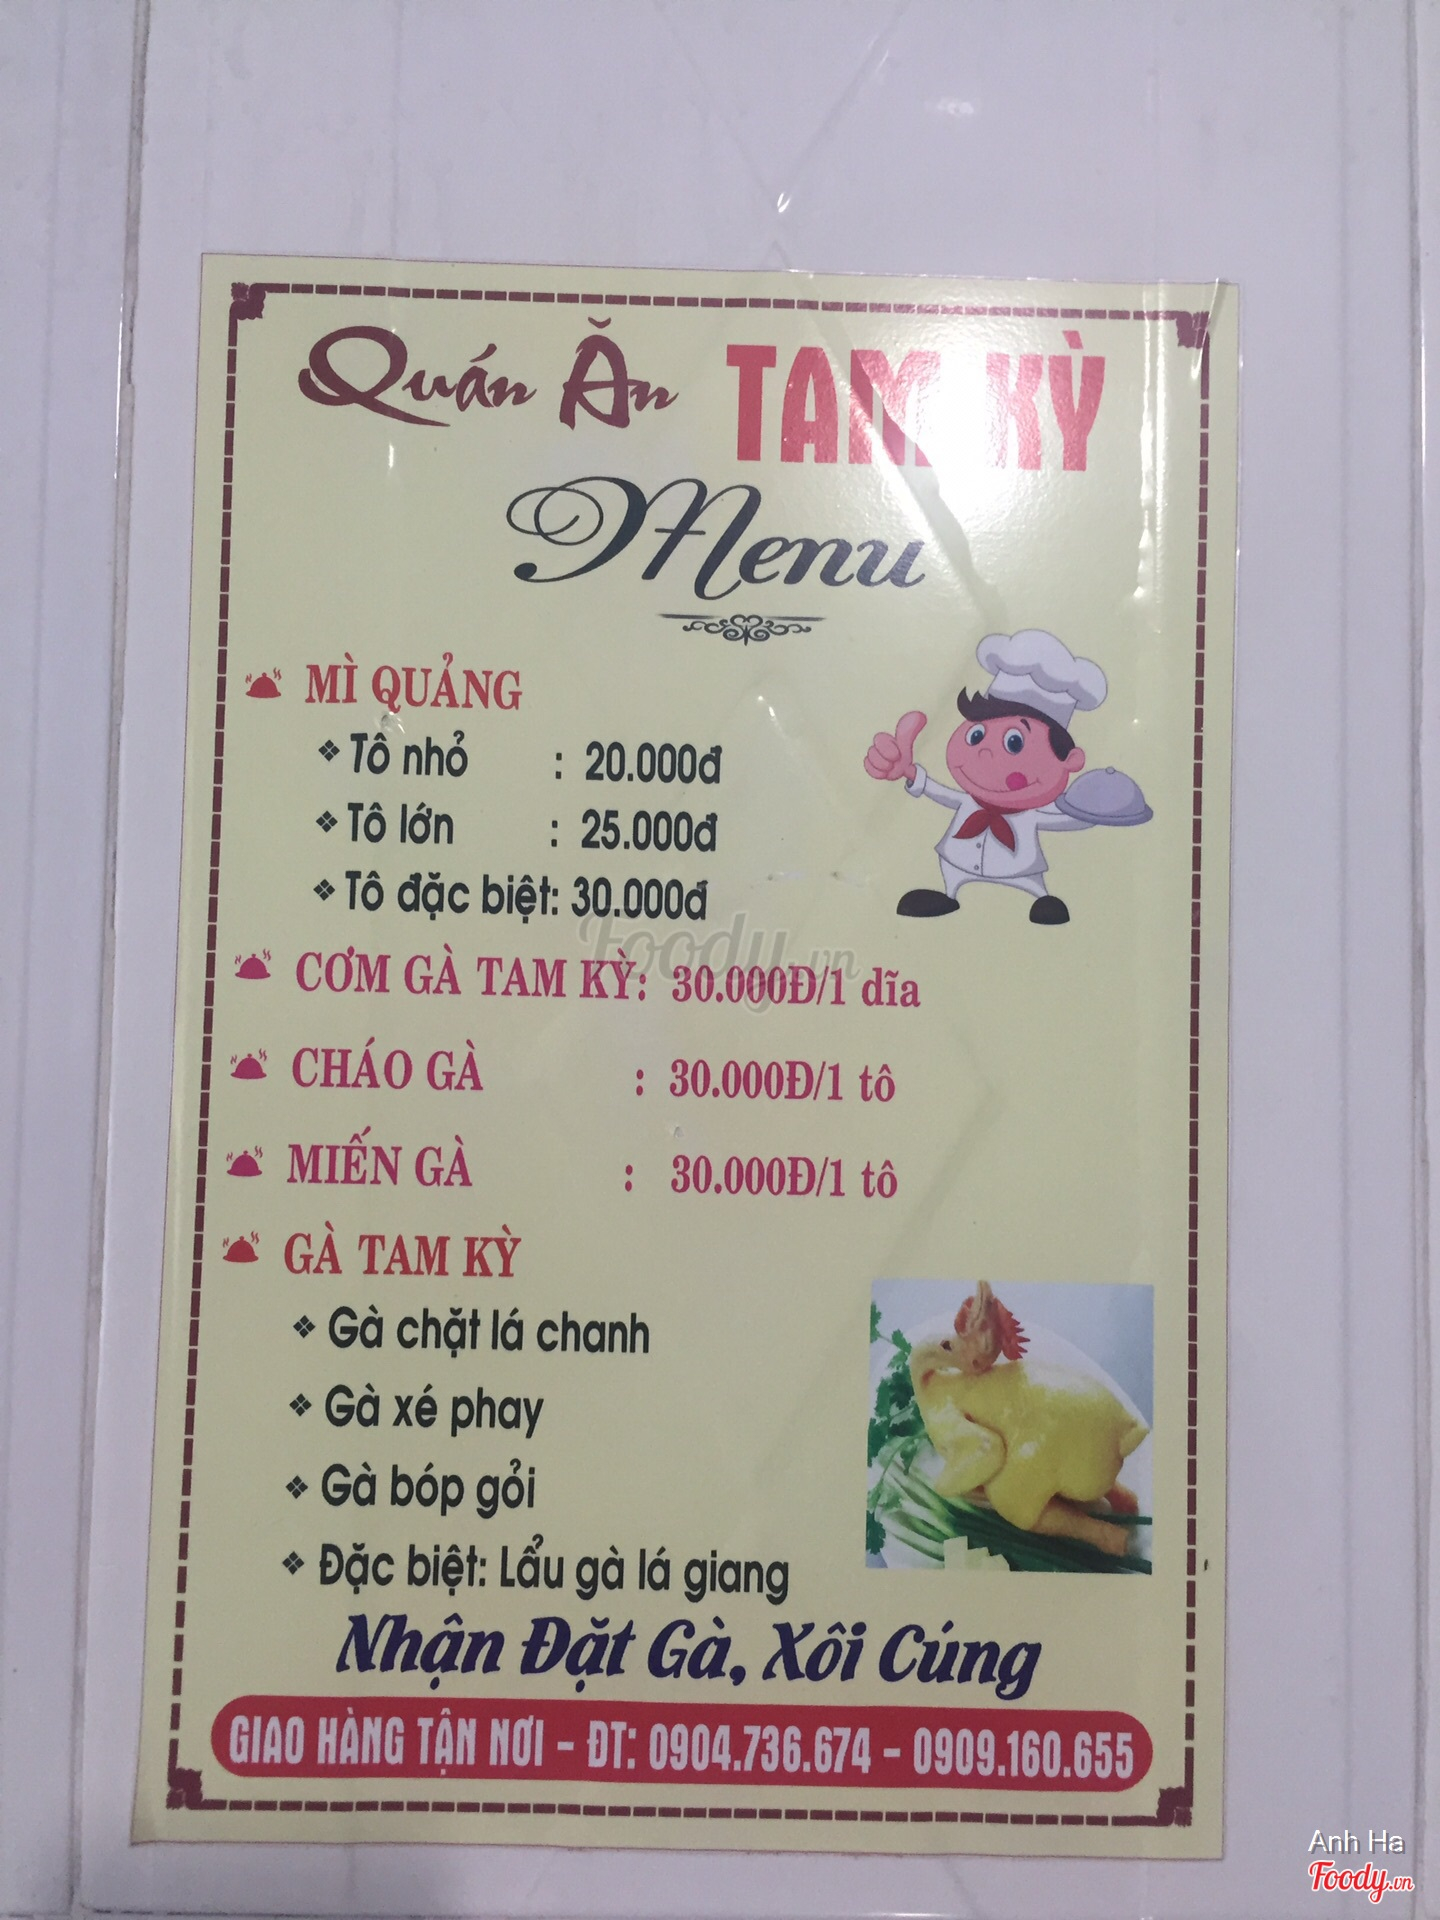 Quán Ăn TAM KỲ
Menu
MÌ QUẢNG
Tô nhỏ : 20.000đ
Tô lớn : 25.000đ
Tô đặc biệt: 30.000đ
CƠM GÀ TAM KỲ: 30.000Đ/1 dĩa
CHÁO GÀ : 30.000Đ/1 tô
MIẾN GÀ : 30.000Đ/1 tô
GÀ TAM KỲ
Gà chặt lá chanh
Gà xé phay
Gà bóp gỏi
Đặc biệt: Lẩu gà lá giang
Nhận Đặt Gà, Xôi Cúng
GIAO HÀNG TẬN NƠI - ĐT: 0904.736.674 - 0909.160.655
Foody.vn
Anh Ha
Foody.vn